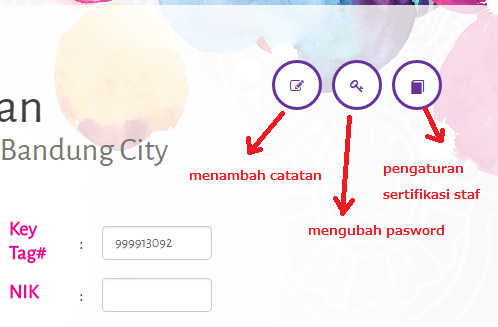 an
Bandung City
menambah catatan
pengaturan
sertifikasi staf
mengubah pasword
Key
Tag# : 999913092
NIK :